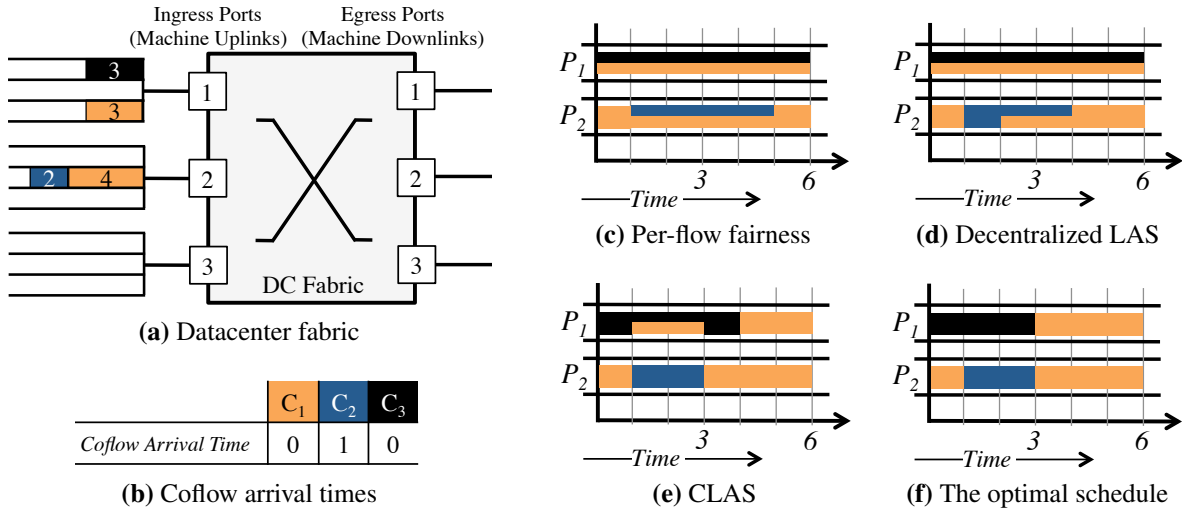 Ingress Ports
(Machine Uplinks)
Egress Ports
(Machine Downlinks)
3
3
2 4
1
2
3
1
2
3
DC Fabric
(a) Datacenter fabric
C1 C2 C3
Coflow Arrival Time 0 1 0
(b) Coflow arrival times
P1
P2
3 6
Time
(c) Per-flow fairness
P1
P2
3 6
Time
(d) Decentralized LAS
P1
P2
3 6
Time
(e) CLAS
P1
P2
3 6
Time
(f) The optimal schedule